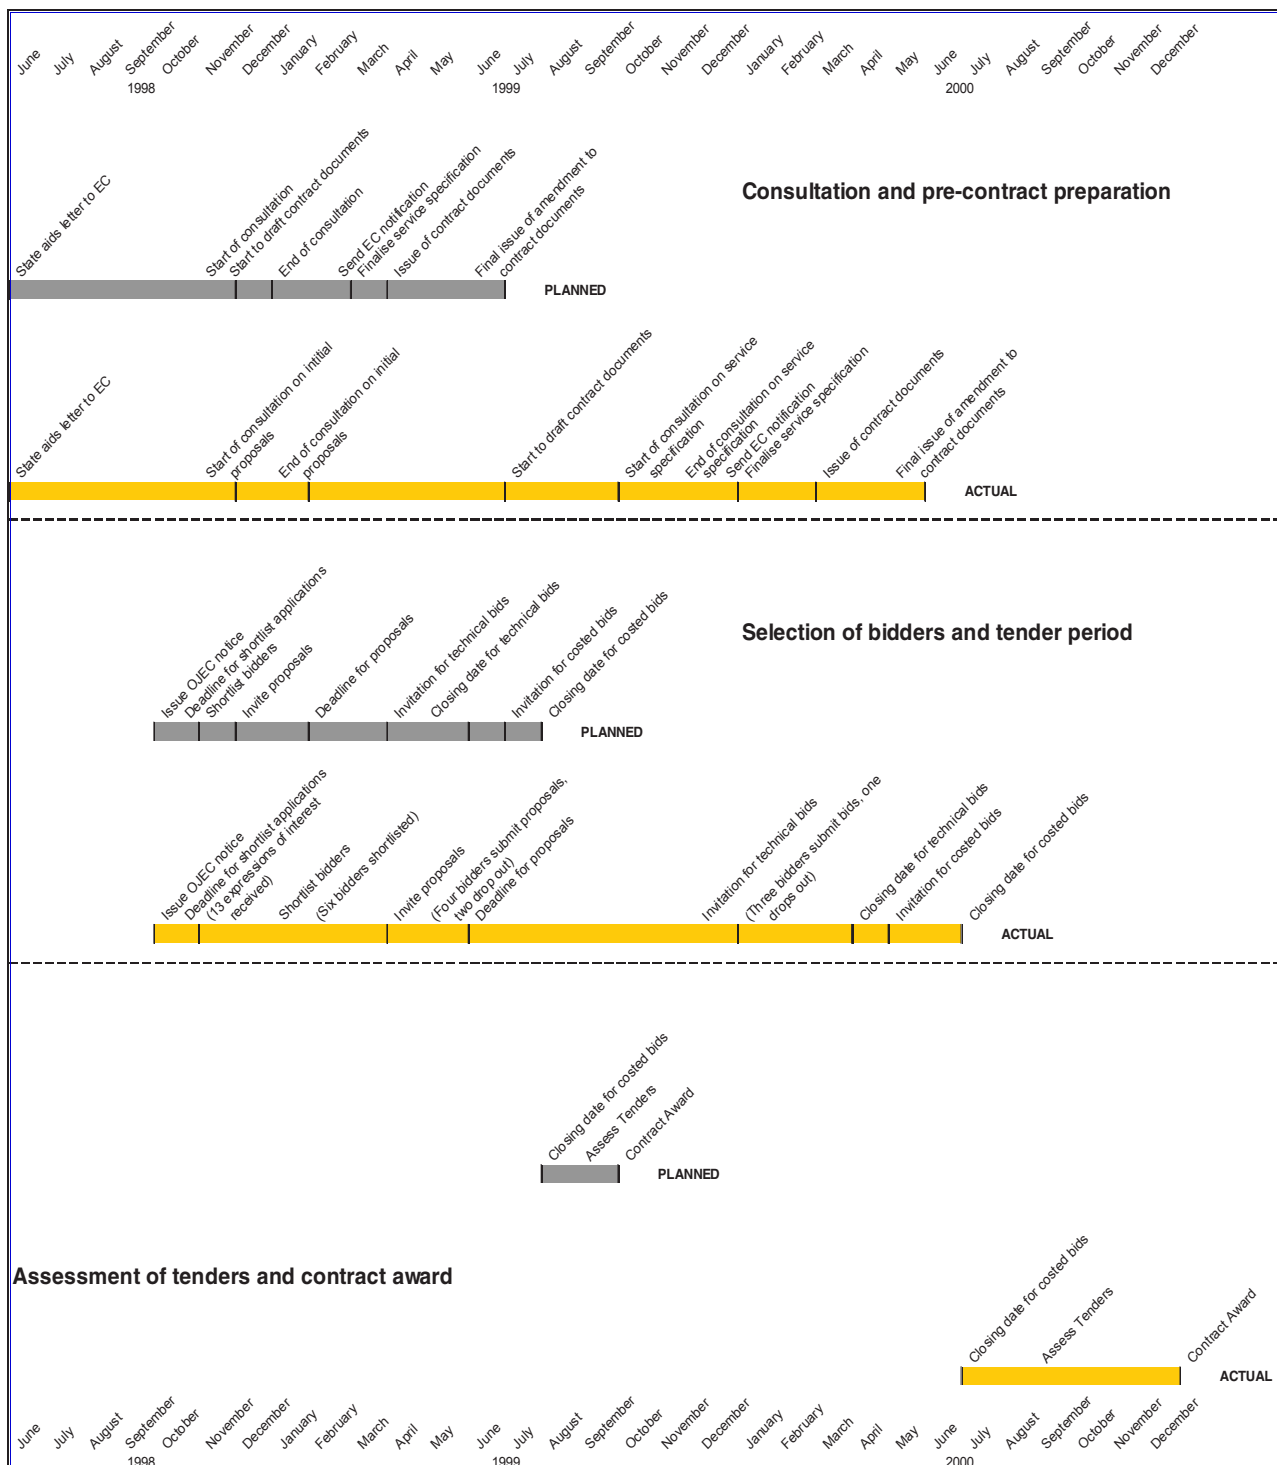 June
July
August
September
October
November
December
January
February
March
April
May
June
July
August
September
October
November
December
January
February
March
April
May
June
July
August
September
October
November
December
1998
1999
2000
Consultation and pre-contract preparation
State aids letter to EC
Start of consultation
Start to draft contract documents
End of consultation
Send EC notification
Finalise service specification
Issue of contract documents
Final issue of amendment to
contract documents
PLANNED
State aids letter to EC
Start of consultation on intitial
proposals
End of consultation on initial
proposals
Start to draft contract documents
Start of consultation on service
specification
End of consultation on service
specification
Send EC notification
Finalise service specification
Issue of contract documents
Final issue of amendment to
contract documents
ACTUAL
Selection of bidders and tender period
Issue OJEC notice
Deadline for shortlist applications
Shortlist bidders
Invite proposals
Deadline for proposals
Invitation for technical bids
Closing date for technical bids
Invitation for costed bids
Closing date for costed bids
PLANNED
Issue OJEC notice
Deadline for shortlist applications
(13 expressions of interest
received)
Shortlist bidders
(Six bidders shortlisted)
Invite proposals
(Four bidders submit proposals,
two drop out)
Deadline for proposals
Invitation for technical bids
(Three bidders submit bids, one
drops out)
Closing date for technical bids
Invitation for costed bids
Closing date for costed bids
ACTUAL
Closing date for costed bids
Assess Tenders
Contract Award
PLANNED
Assessment of tenders and contract award
Closing date for costed bids
Assess Tenders
Contract Award
ACTUAL
June
July
August
September
October
November
December
January
February
March
April
May
June
July
August
September
October
November
December
January
February
March
April
May
June
July
August
September
October
November
December
1998
1999
2000